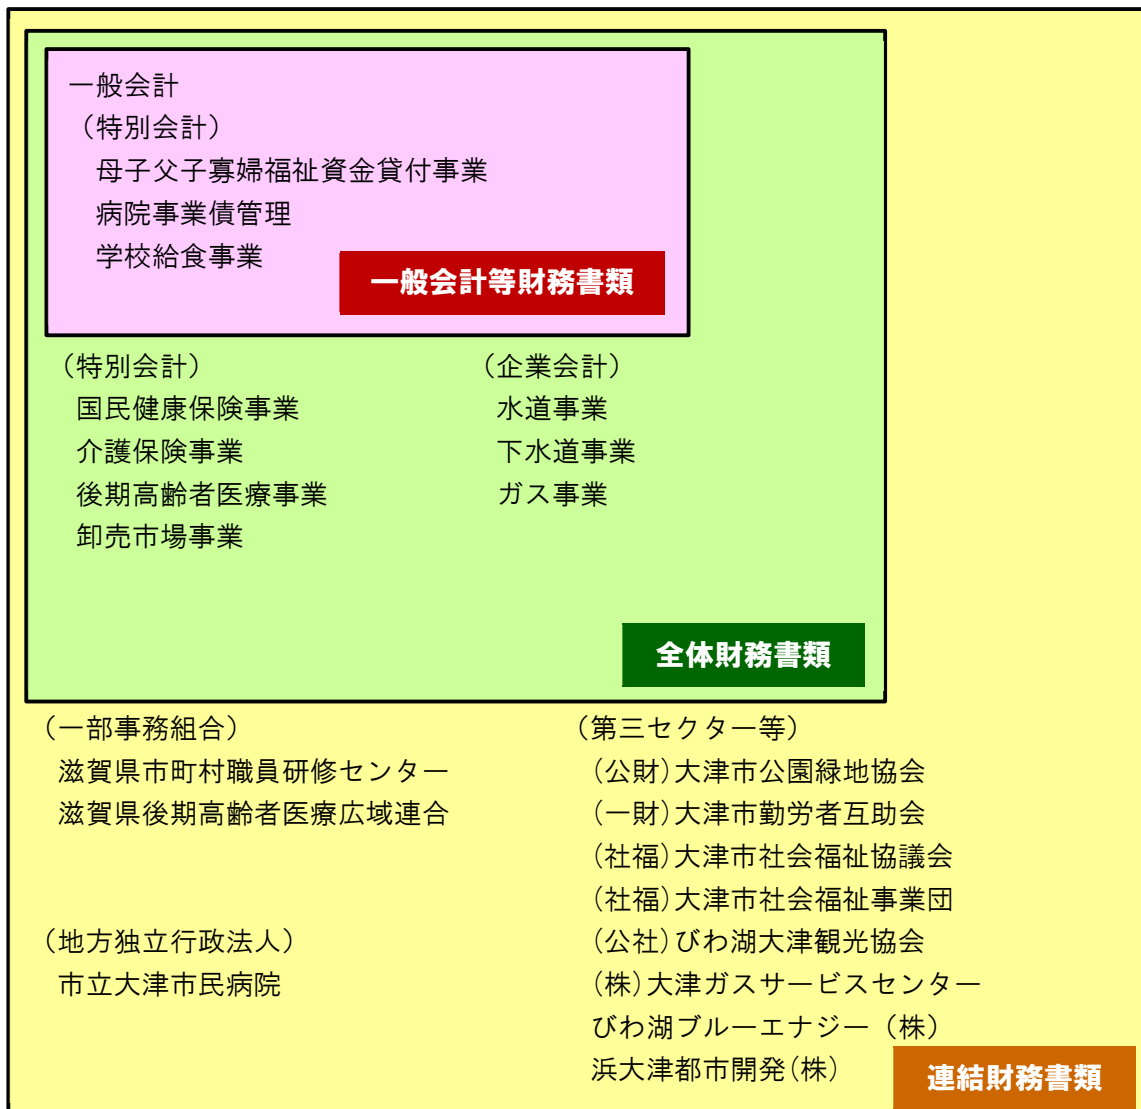 一般会計
（特別会計）
母子父子寡婦福祉資金貸付事業
病院事業債管理
学校給食事業
一般会計等財務書類
（特別会計）
国民健康保険事業
介護保険事業
後期高齢者医療事業
卸売市場事業
（企業会計）
水道事業
下水道事業
ガス事業
全体財務書類
（一部事務組合）
滋賀県市町村職員研修センター
滋賀県後期高齢者医療広域連合
（地方独立行政法人）
市立大津市民病院
（第三セクター等）
（公財）大津市公園緑地協会
（一財）大津市勤労者互助会
（社福）大津市社会福祉協議会
（社福）大津市社会福祉事業団
（公社）びわ湖大津観光協会
（株）大津ガスサービスセンター
びわ湖ブルーエナジー（株）
浜大津都市開発（株）
連結財務書類